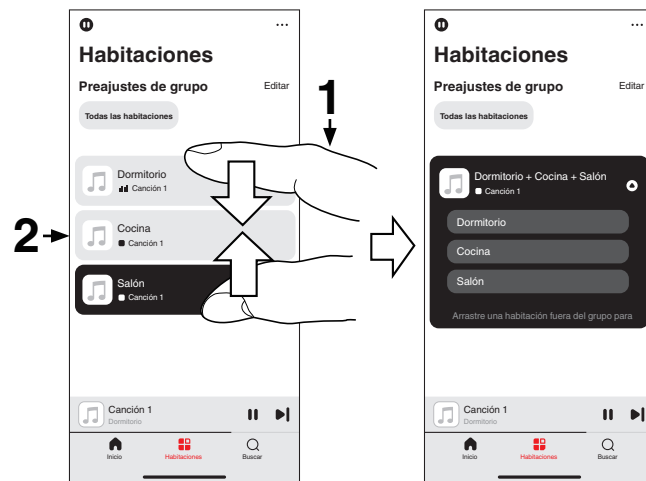 Habitaciones
Preajustes de grupo Editar
Todas las habitaciones
1
Dormitorio
Canción 1
2
Cocina
Canción 1
Salón
Canción 1
Canción 1
Dormitorio
Inicio Habitaciones Buscar
Habitaciones
Preajustes de grupo Editar
Todas las habitaciones
Dormitorio + Cocina + Salón
Canción 1
Dormitorio
Cocina
Salón
Arrastre una habitación fuera del grupo para
Canción 1
Dormitorio
Inicio Habitaciones Buscar